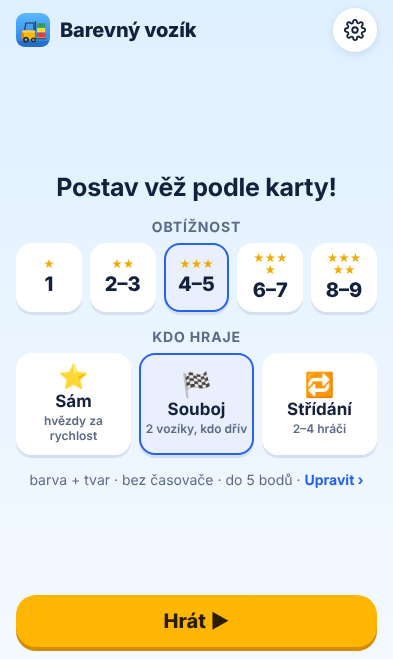 Barevný vozík
Postav věž podle karty!
OBTÍŽNOST
1
2–3
4–5
6–7
8–9
KDO HRAJE
Sám
hvězdy za
rychlost
Souboj
2 vozíky, kdo dřív
Střídání
2–4 hráči
barva + tvar · bez časovače · do 5 bodů · Upravit ›
Hrát ▶